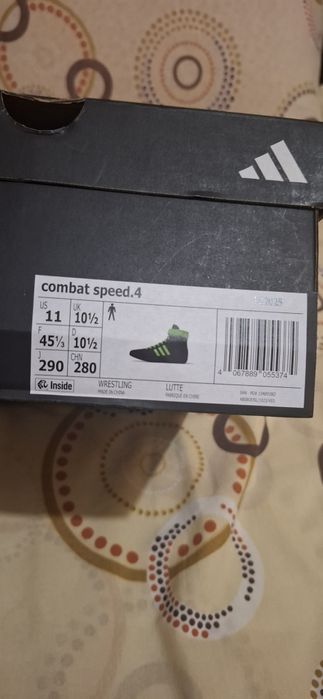 combat speed.4
US UK
11 10½
F D
45⅓ 10½
J CHN
290 280
Inside
WRESTLING LUTTE
MADE IN CHINA FABRIQUE EN CHINE
4 067889 055374